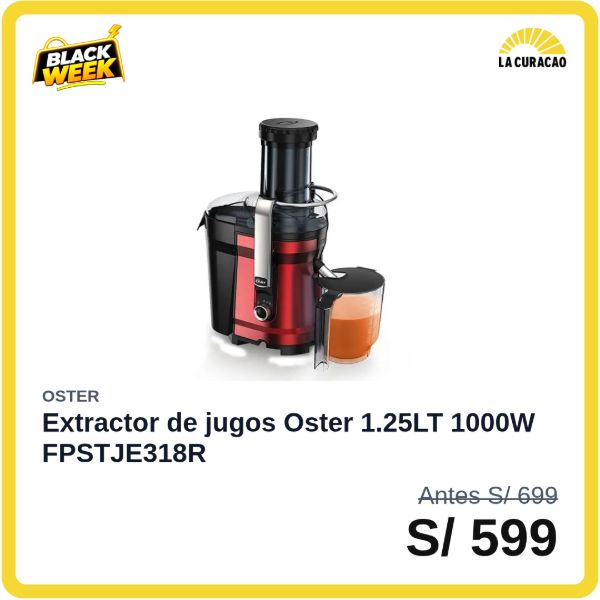 BLACK
WEEK
LA CURACAO
OSTER
Extractor de jugos Oster 1.25LT 1000W
FPSTJE318R
Antes S/ 699
S/ 599